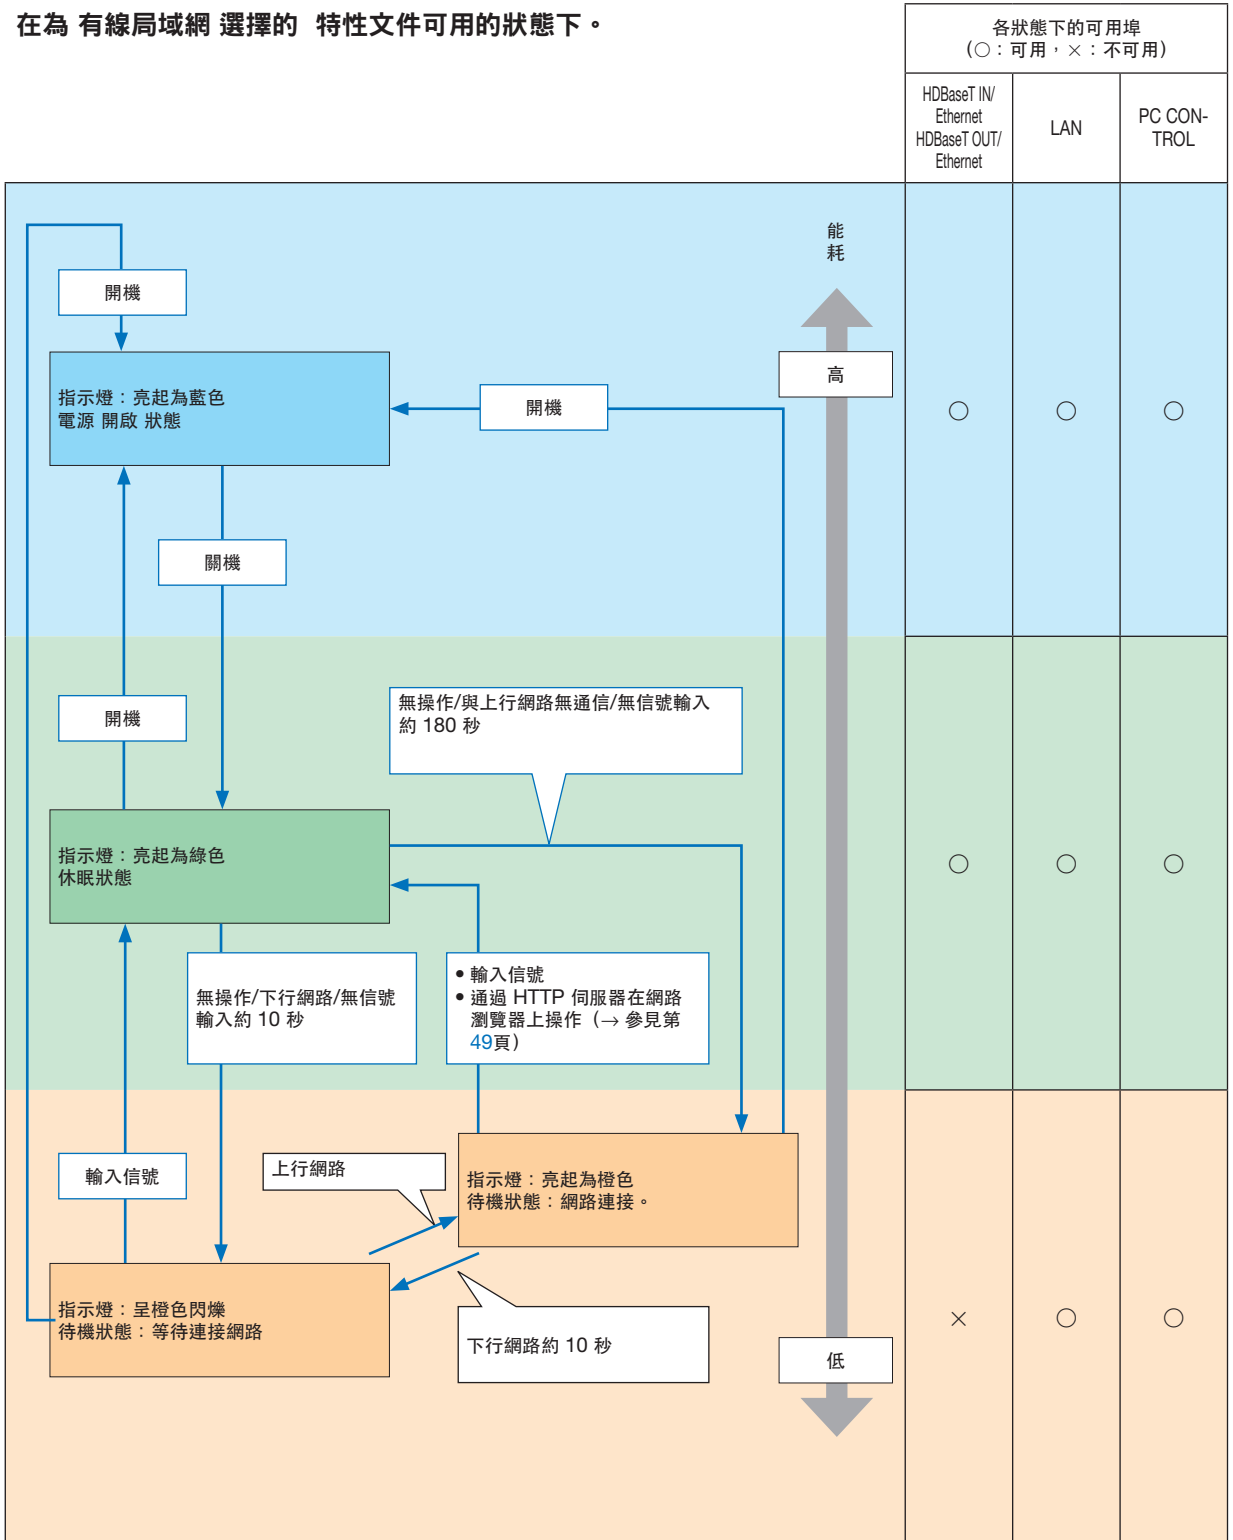 在為 有線局域網 選擇的 特性文件可用的狀態下。
各狀態下的可用埠
(○：可用，×：不可用)
HDBaseT IN/
Ethernet
HDBaseT OUT/
Ethernet
LAN
PC CON-
TROL
能
耗
開機
高
指示燈：亮起為藍色
電源 開啟 狀態
開機
○
○
○
關機
開機
無操作/與上行網路無通信/無信號輸入
約 180 秒
指示燈：亮起為綠色
休眠狀態
○
○
○
無操作/下行網路/無信號
輸入約 10 秒
• 輸入信號
• 通過 HTTP 伺服器在網路
瀏覽器上操作（→ 參見第
49頁）
輸入信號
上行網路
指示燈：亮起為橙色
待機狀態：網路連接。
指示燈：呈橙色閃爍
待機狀態：等待連接網路
下行網路約 10 秒
低
×
○
○